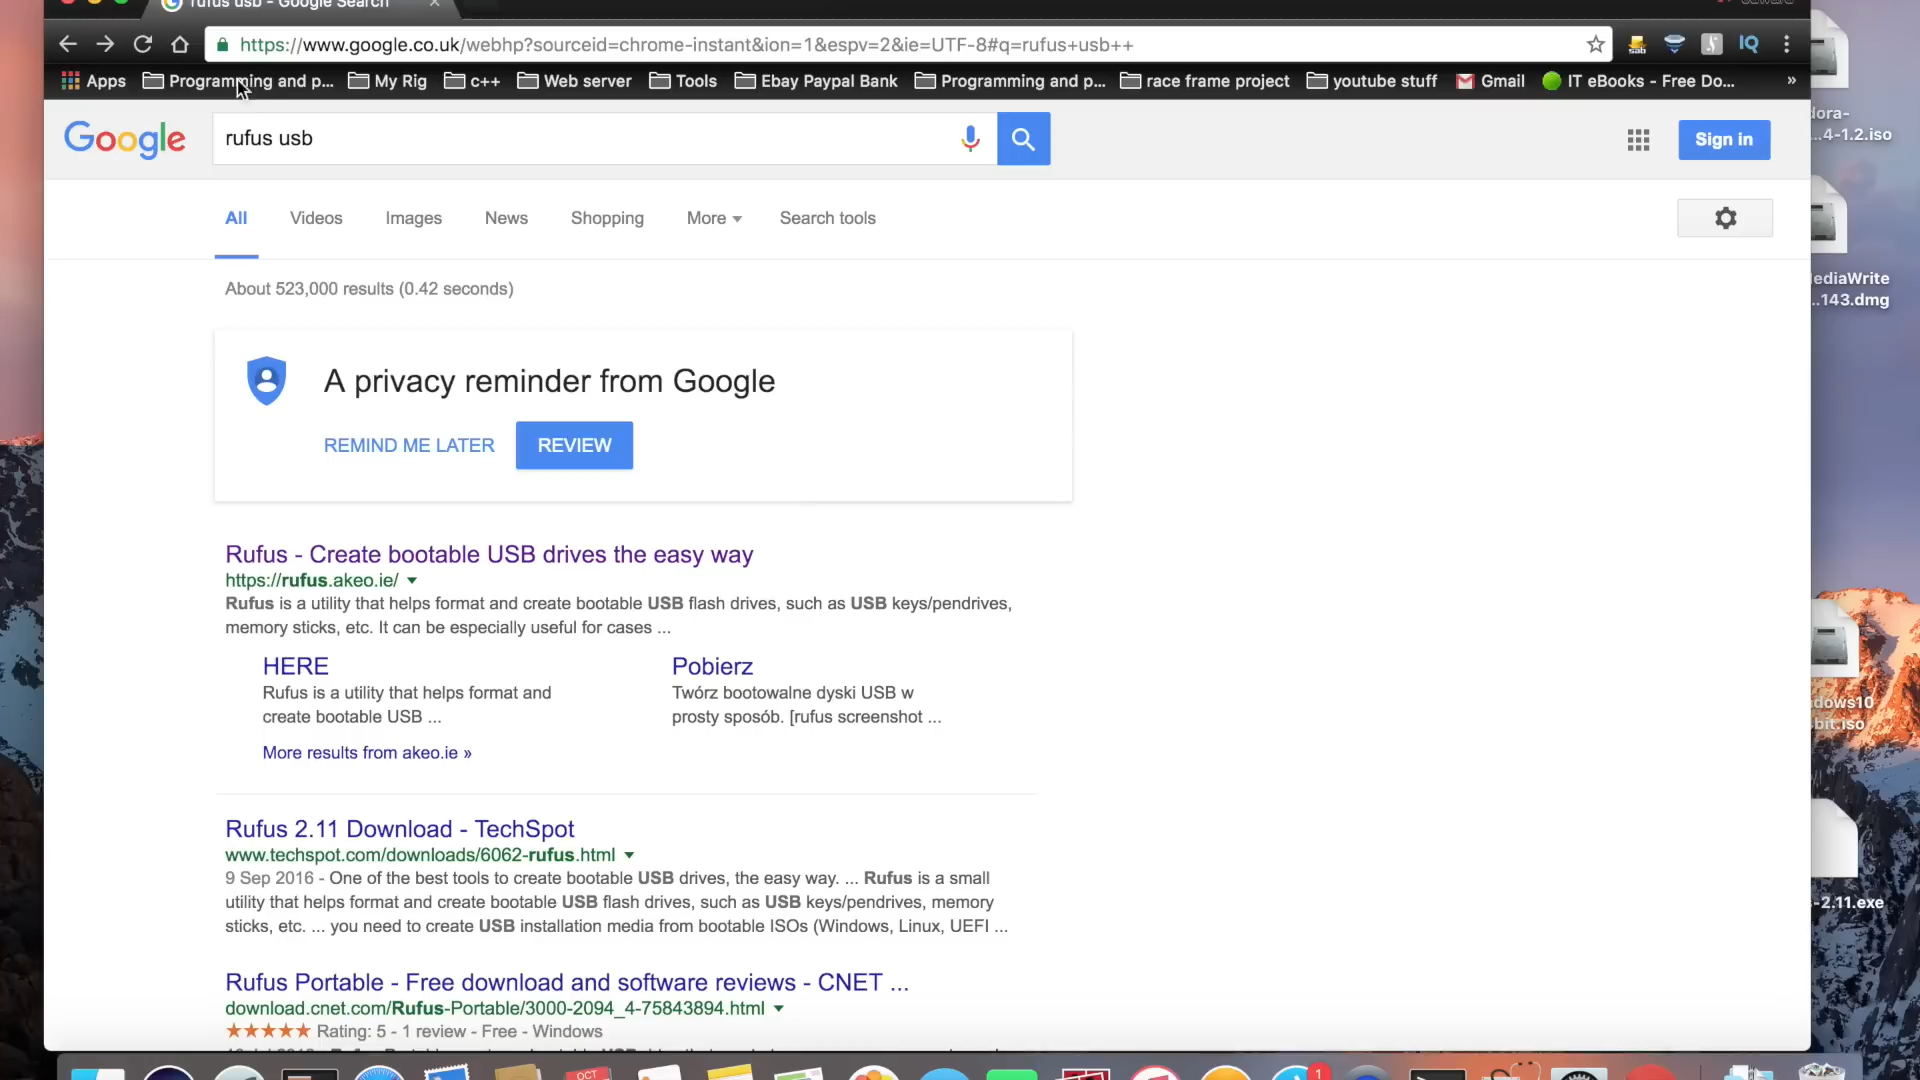 rufus usb - Google Search
https://www.google.co.uk/webhp?sourceid=chrome-instant&ion=1&espv=2&ie=UTF-8#q=rufus+usb++
Apps Programming and p... My Rig c++ Web server Tools Ebay Paypal Bank Programming and p... race frame project youtube stuff Gmail IT eBooks - Free Do... »
Google rufus usb Sign in
All Videos Images News Shopping More Search tools
About 523,000 results (0.42 seconds)
A privacy reminder from Google
REMIND ME LATER REVIEW
Rufus - Create bootable USB drives the easy way
https://rufus.akeo.ie/
Rufus is a utility that helps format and create bootable USB flash drives, such as USB keys/pendrives,
memory sticks, etc. It can be especially useful for cases ...
HERE Pobierz
Rufus is a utility that helps format and Twórz bootowalne dyski USB w
create bootable USB ... prosty sposób. [rufus screenshot ...
More results from akeo.ie »
Rufus 2.11 Download - TechSpot
www.techspot.com/downloads/6062-rufus.html
9 Sep 2016 - One of the best tools to create bootable USB drives, the easy way. ... Rufus is a small
utility that helps format and create bootable USB flash drives, such as USB keys/pendrives, memory
sticks, etc. ... you need to create USB installation media from bootable ISOs (Windows, Linux, UEFI ...
Rufus Portable - Free download and software reviews - CNET ...
download.cnet.com/Rufus-Portable/3000-2094_4-75843894.html
Rating: 5 - 1 review - Free - Windows
dora-
...4-1.2.iso
ediaWrite
...143.dmg
dows10
bit.iso
-2.11.exe
sab
IQ
OCT
1